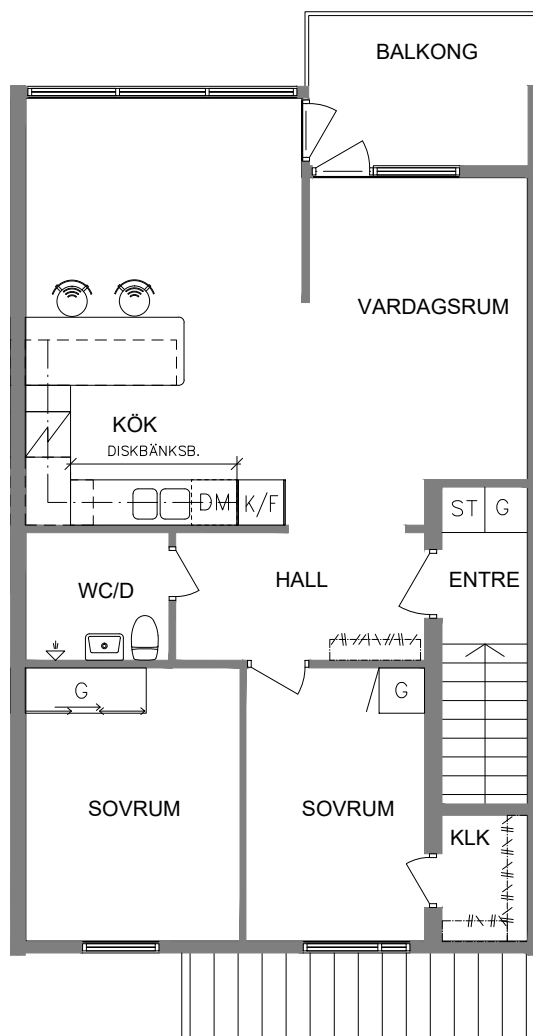 BALKONG
VARDAGSRUM
KÖK
DISKBÄNKSB.
DM K/F
ST G
HALL
ENTRE
WC/D
G
G
SOVRUM
SOVRUM
KLK